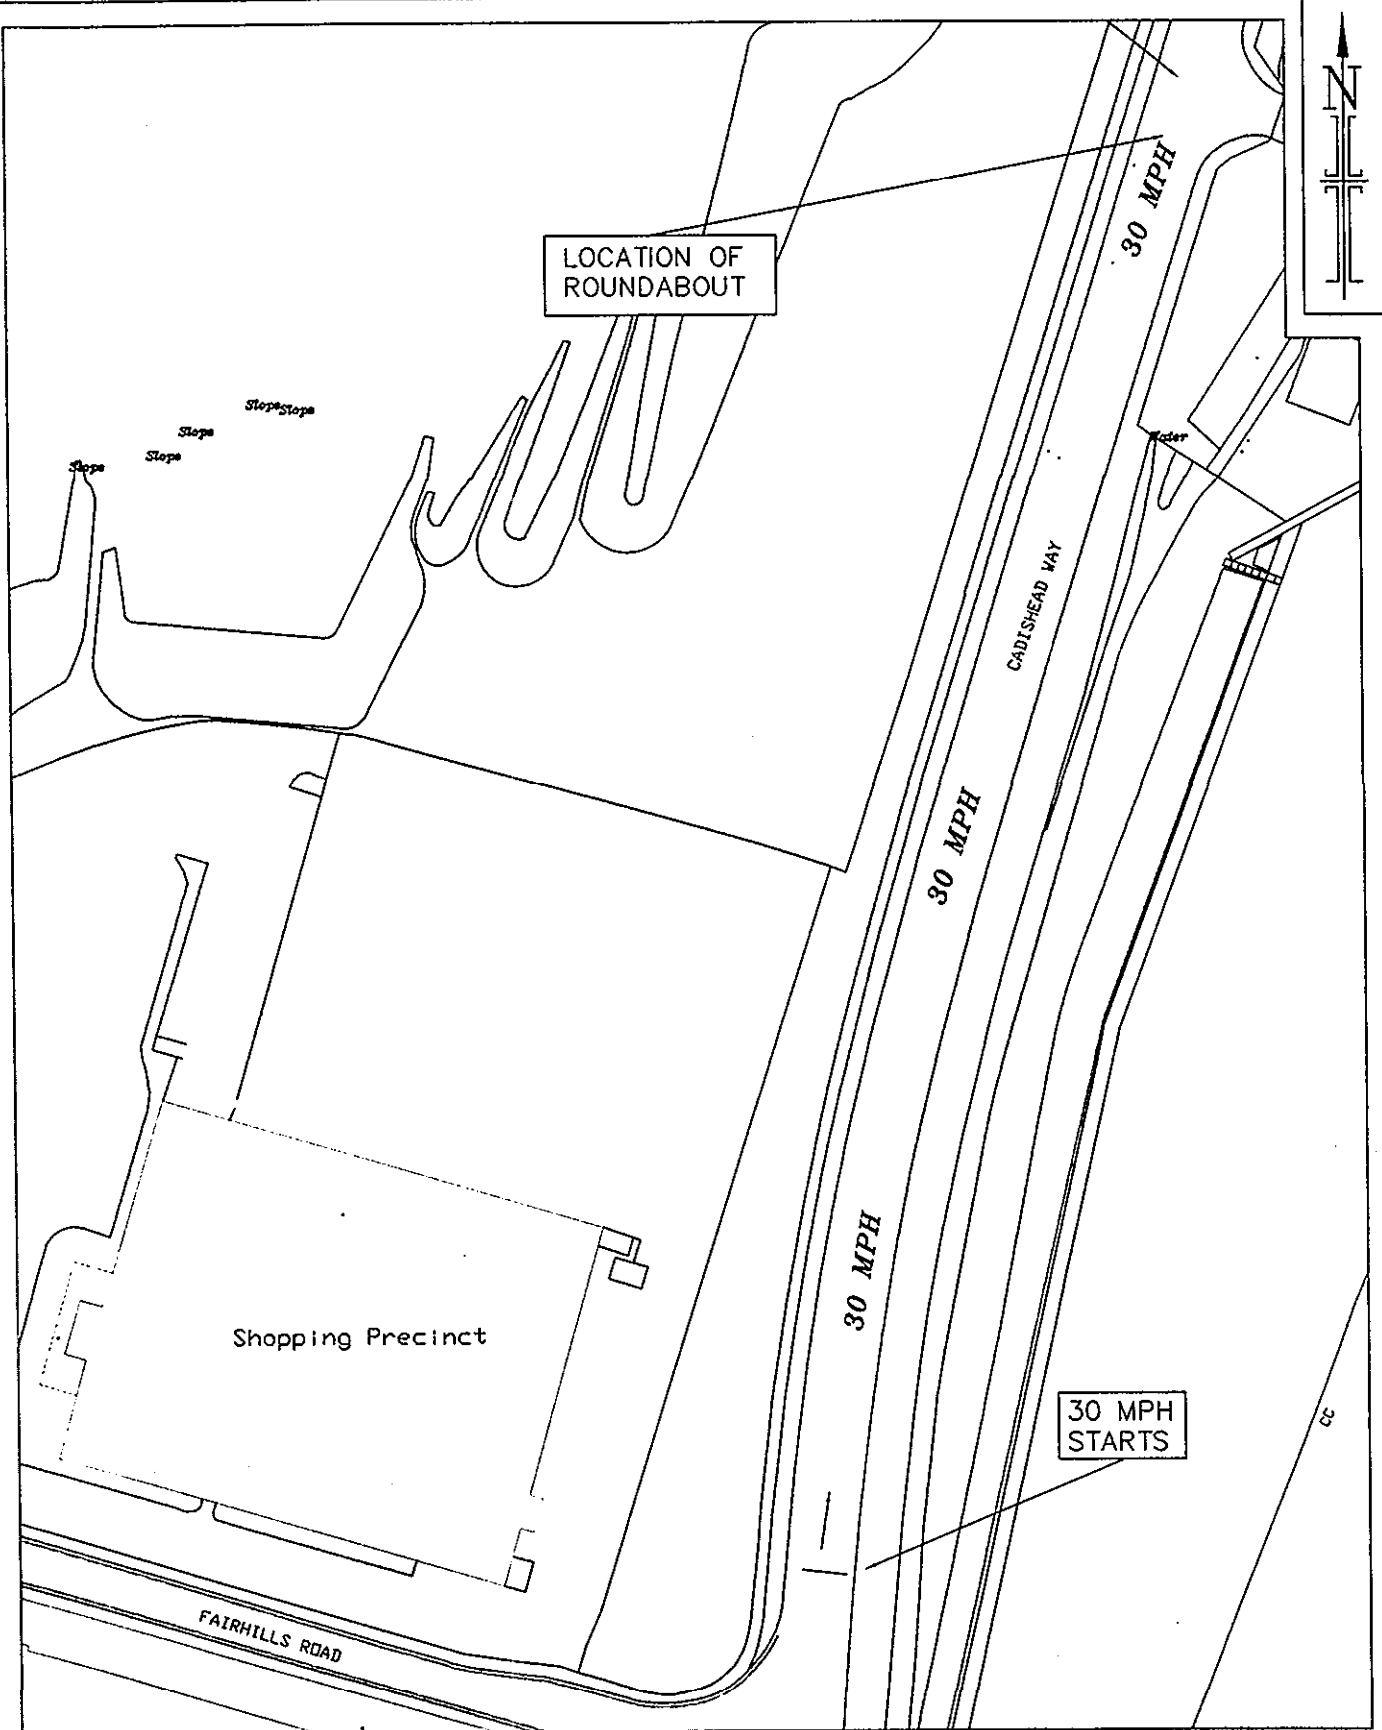 N
30 MPH
LOCATION OF
ROUNDABOUT
Slope
Slope
Slope
Slope
Slope
Water
CADISHEAD WAY
30 MPH
30 MPH
Shopping Precinct
30 MPH
STARTS
CC
FAIRHILLS ROAD